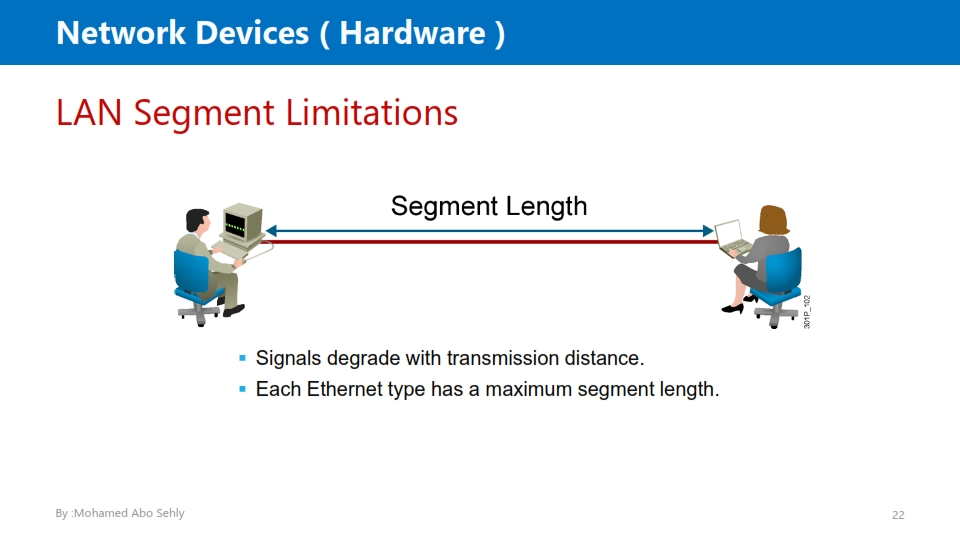 Network Devices ( Hardware )
LAN Segment Limitations
Segment Length
301P_102
Signals degrade with transmission distance.
Each Ethernet type has a maximum segment length.
By :Mohamed Abo Sehly
22